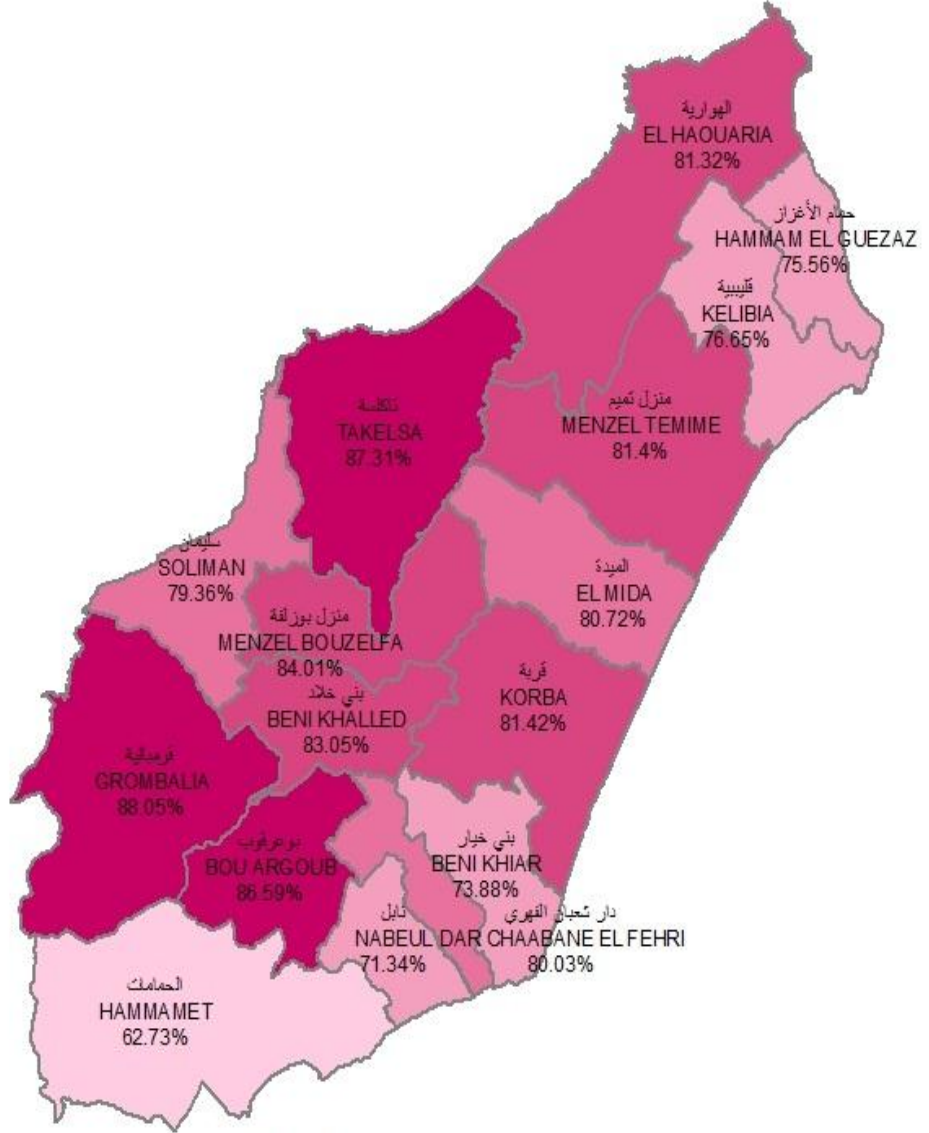 الهوارية
EL HAOUARIA
81.32%
حمام الأغزاز
HAMMAM EL GUEZAZ
75.56%
قليبية
KELIBIA
76.65%
تاكلسة
TAKELSA
87.31%
منزل تميم
MENZEL TEMIME
81.4%
سليمان
SOLIMAN
79.36%
الميدة
EL MIDA
80.72%
منزل بوزلفة
MENZEL BOUZELFA
84.01%
بني خلاد
BENI KHALLED
83.05%
قربة
KORBA
81.42%
قرمبالية
GROMBALIA
88.05%
بوعرقوب
BOU ARGOUB
86.59%
بني خيار
BENI KHIAR
73.88%
نابل
NABEUL
71.34%
دار شعبان الفهري
DAR CHAABANE EL FEHRI
80.03%
الحمامات
HAMMAMET
62.73%